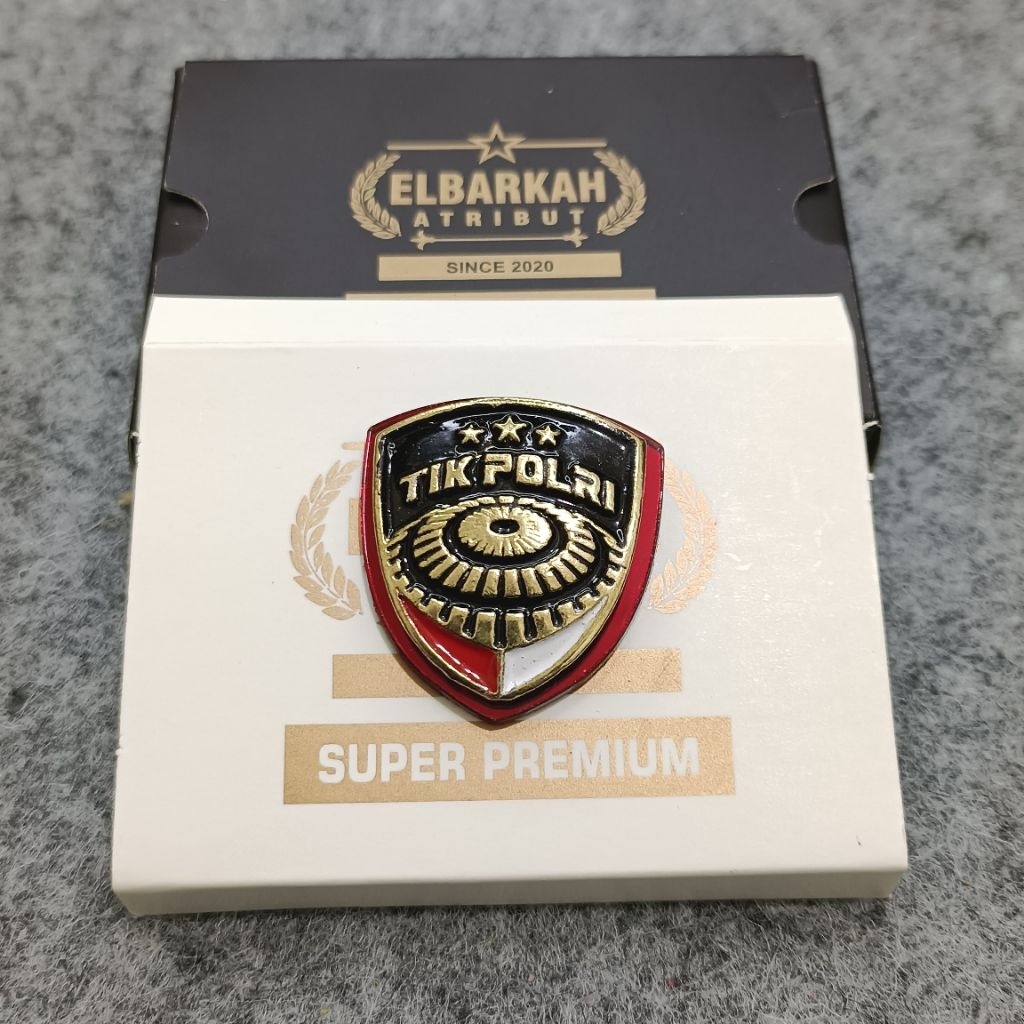 ELBARKAH
ATRIBUT
SINCE 2020
TIK POLRI
SUPER PREMIUM